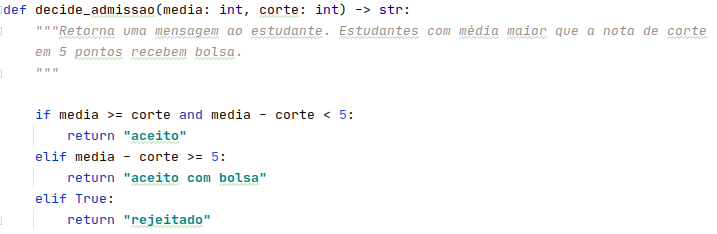 def decide_admissao(media: int, corte: int) -> str:
"""Retorna uma mensagem ao estudante. Estudantes com média maior que a nota de corte
em 5 pontos recebem bolsa.
"""
if media >= corte and media - corte < 5:
return "aceito"
elif media - corte >= 5:
return "aceito com bolsa"
elif True:
return "rejeitado"